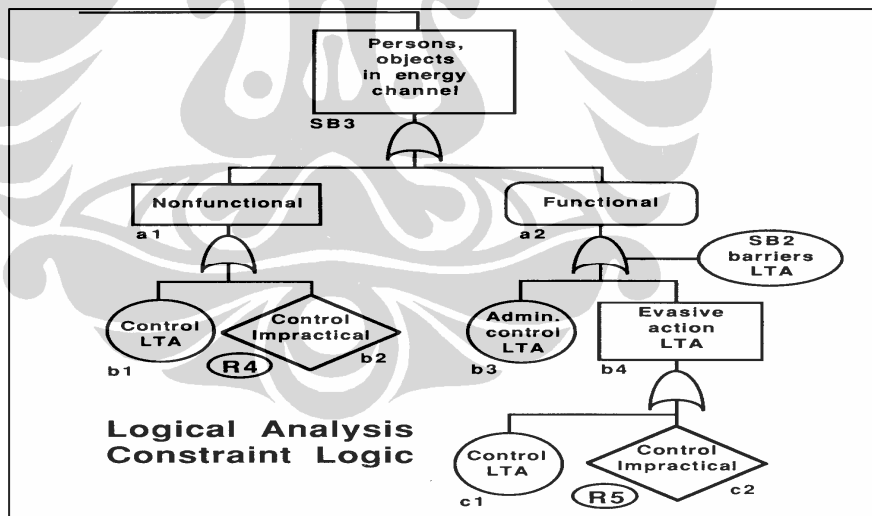 Persons,
objects
in energy
channel
SB3
Nonfunctional
a1
Functional
a2
SB2
barriers
LTA
Control
LTA
b1
Control
Impractical
b2
R4
Admin.
control
LTA
b3
Evasive
action
LTA
b4
Logical Analysis
Constraint Logic
Control
LTA
c1
Control
Impractical
c2
R5